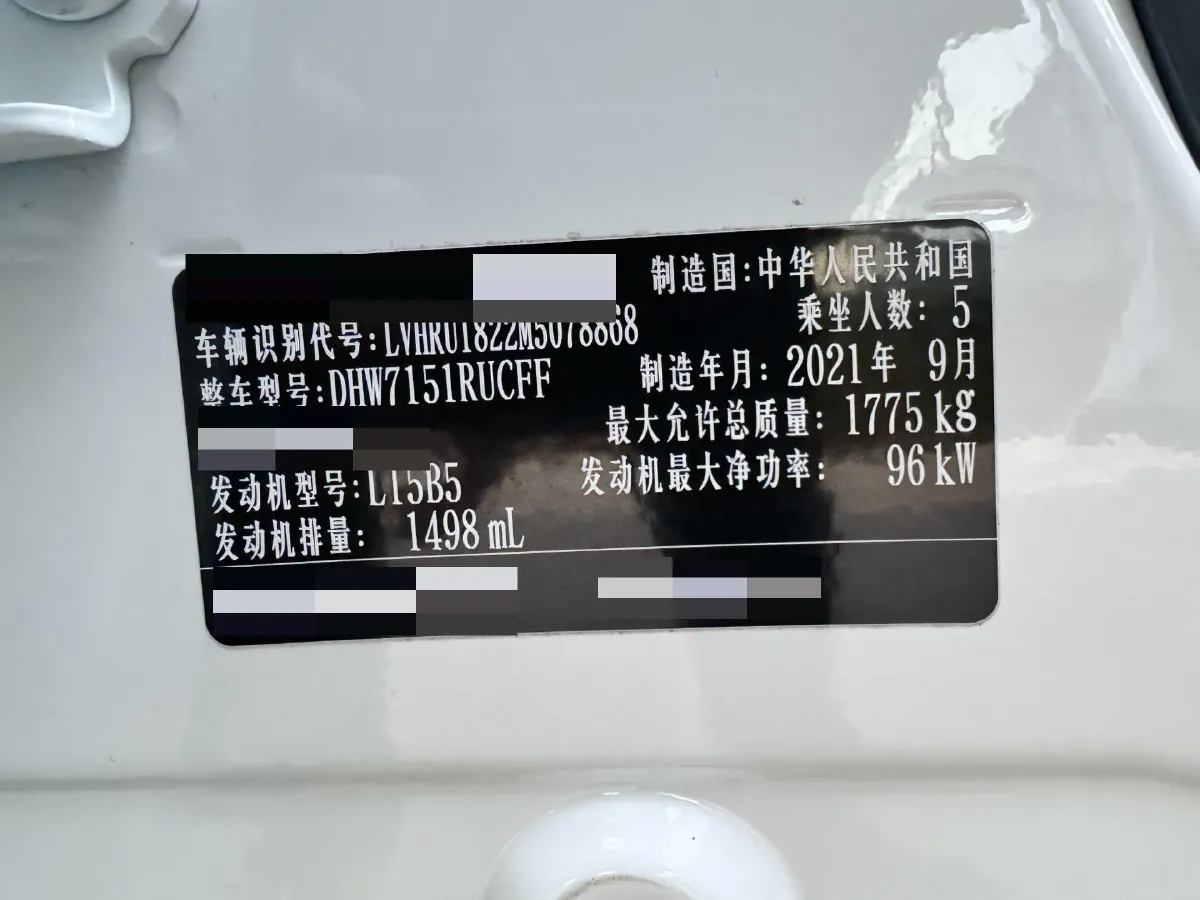 制造国:中华人民共和国
乘坐人数: 5
车辆识别代号:LVHRU1822M5078868
制造年月: 2021年 9月
整车型号:DHW7151RUCFF
最大允许总质量: 1775 kg
发动机型号:L15B5
发动机最大净功率: 96 kW
发动机排量: 1498 mL